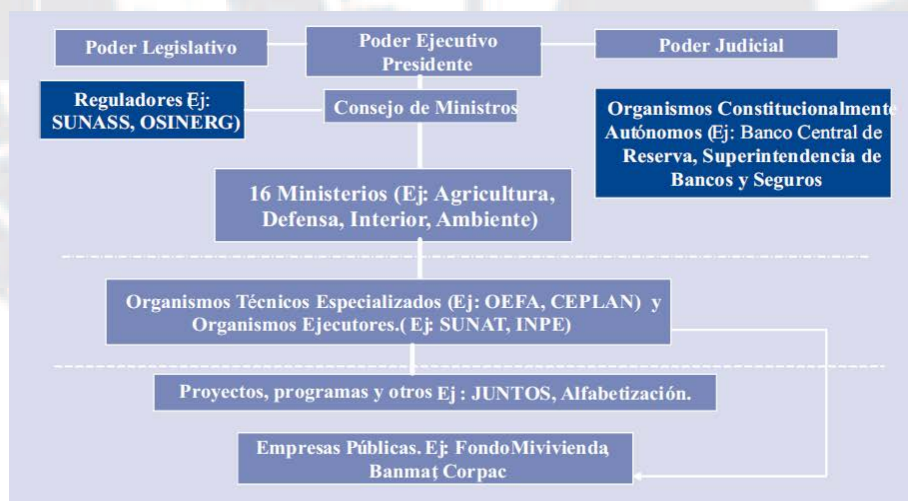 Poder Legislativo
Poder Ejecutivo
Presidente
Poder Judicial
Reguladores (Ej:
SUNASS, OSINERG)
Consejo de Ministros
Organismos Constitucionalmente
Autónomos (Ej: Banco Central de
Reserva, Superintendencia de
Bancos y Seguros
16 Ministerios (Ej: Agricultura,
Defensa, Interior, Ambiente)
Organismos Técnicos Especializados (Ej: OEFA, CEPLAN) y
Organismos Ejecutores.( Ej: SUNAT, INPE)
Proyectos, programas y otros Ej : JUNTOS, Alfabetización.
Empresas Públicas. Ej: Fondo Mivivienda,
Banmat, Corpac